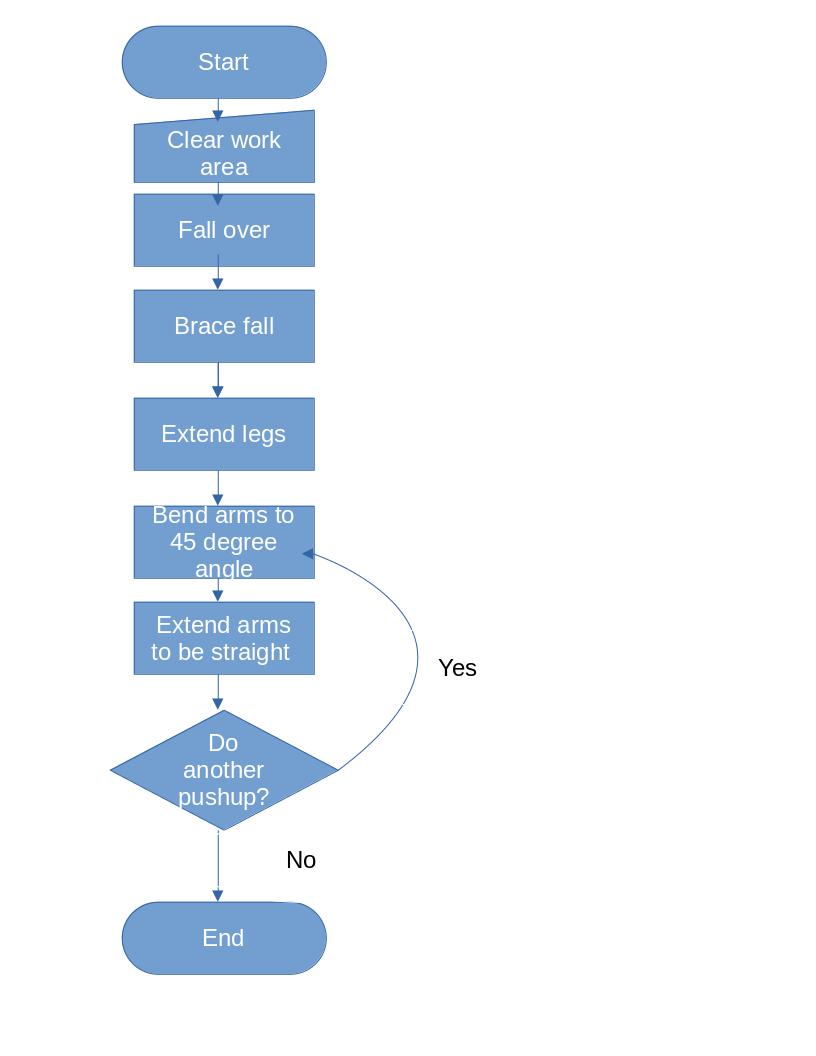 Start
Clear work
area
Fall over
Brace fall
Extend legs
Bend arms to
45 degree
angle
Extend arms
to be straight
Yes
Do
another
pushup?
No
End